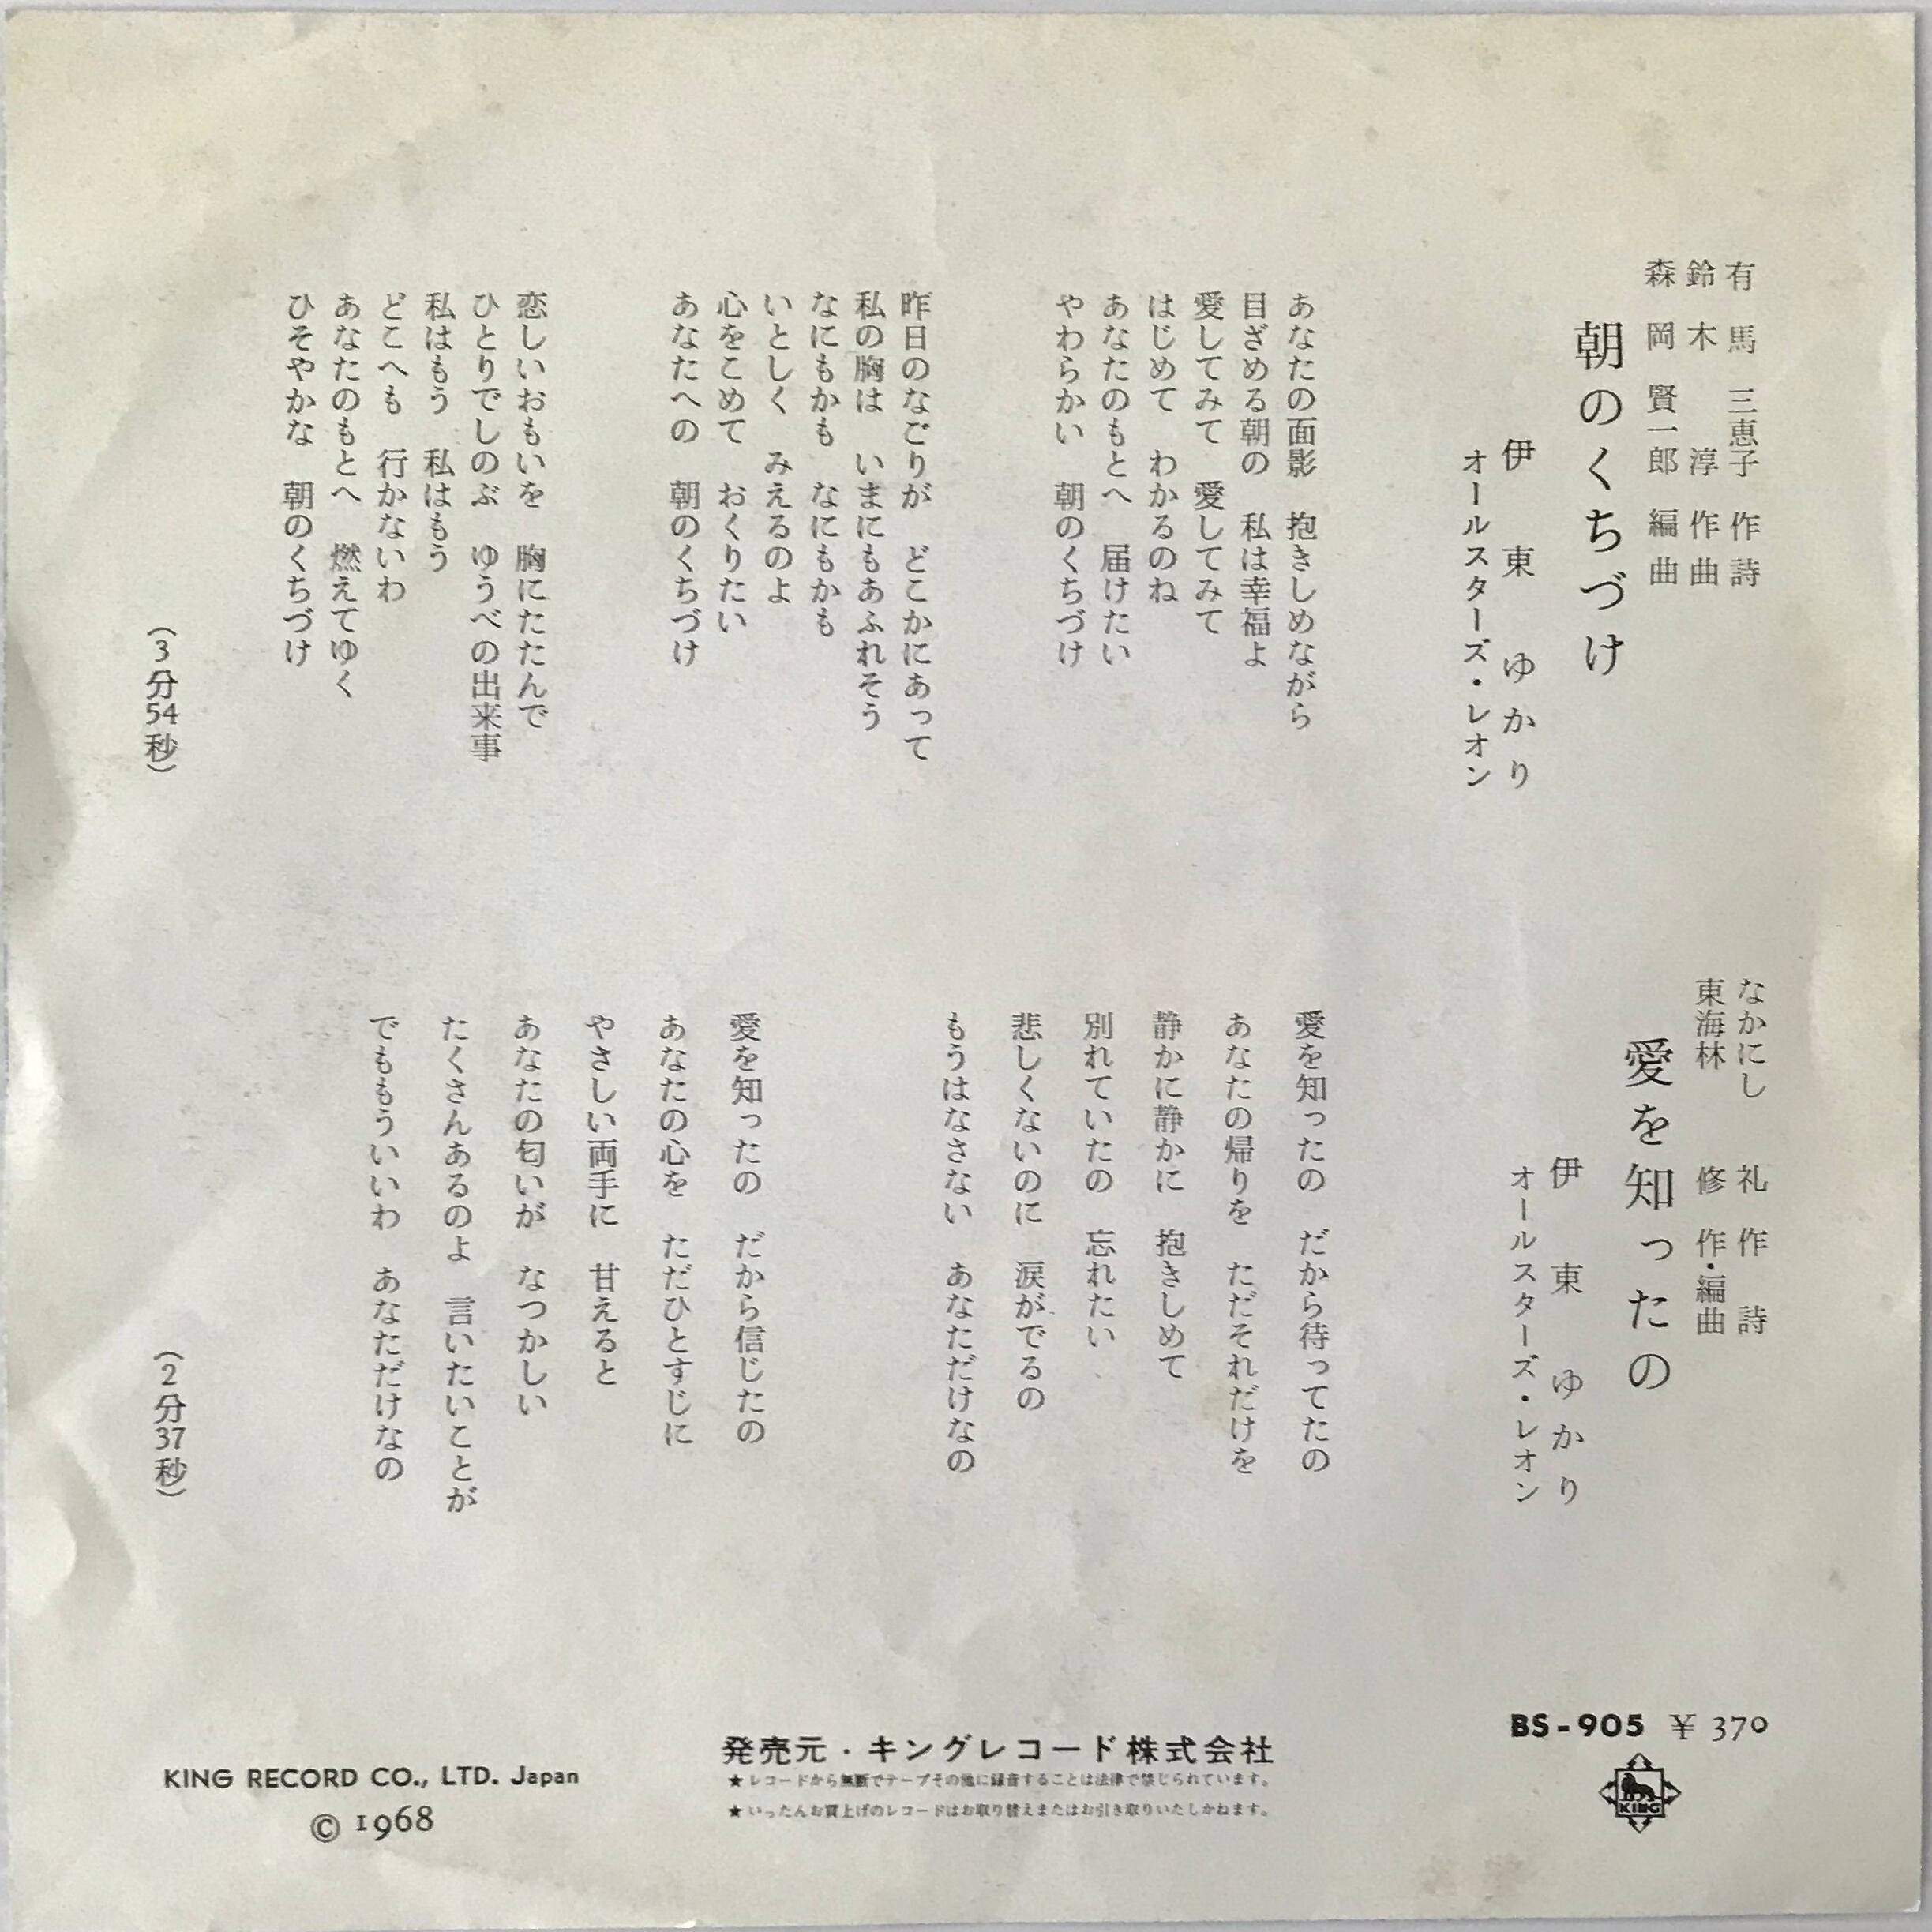 有馬三恵子 作詩
鈴木 淳 作曲
森岡賢一郎 編曲
朝のくちづけ
伊東ゆかり
オールスターズ・レオン
あなたの面影 抱きしめながら
目ざめる朝の 私は幸福よ
愛してみて 愛してみて
はじめて わかるのね
あなたのもとへ 届けたい
やわらかい 朝のくちづけ
昨日のなごりが どこかにあって
私の胸は いまにもあふれそう
なにもかも なにもかも
いとしく みえるのよ
心をこめて おくりたい
あなたへの 朝のくちづけ
恋しいおもいを 胸にたたんで
ひとりでしのぶ ゆうべの出来事
私はもう 私はもう
どこへも 行かないわ
あなたのもとへ 燃えてゆく
ひそやかな 朝のくちづけ
(3分54秒)
なかにし 礼 作詩
東海林 修 作・編曲
愛を知ったの
伊東ゆかり
オールスターズ・レオン
愛を知ったの だから待ってたの
あなたの帰りを ただそれだけを
静かに静かに 抱きしめて
別れていたの 忘れたい
悲しくないのに 涙がでるの
もうはなさない あなただけなの
愛を知ったの だから信じたの
あなたの心を ただひとすじに
やさしい両手に 甘えると
あなたの匂いが なつかしい
たくさんあるのよ 言いたいことが
でももういいわ あなただけなの
(2分37秒)
BS-905 ¥370
KING
発売元・キングレコード株式会社
★レコードから無断でテープその他に録音することは法律で禁じられています。
★いったんお買上げのレコードはお取り替えまたはお引き取りいたしかねます。
KING RECORD CO., LTD. Japan
© 1968